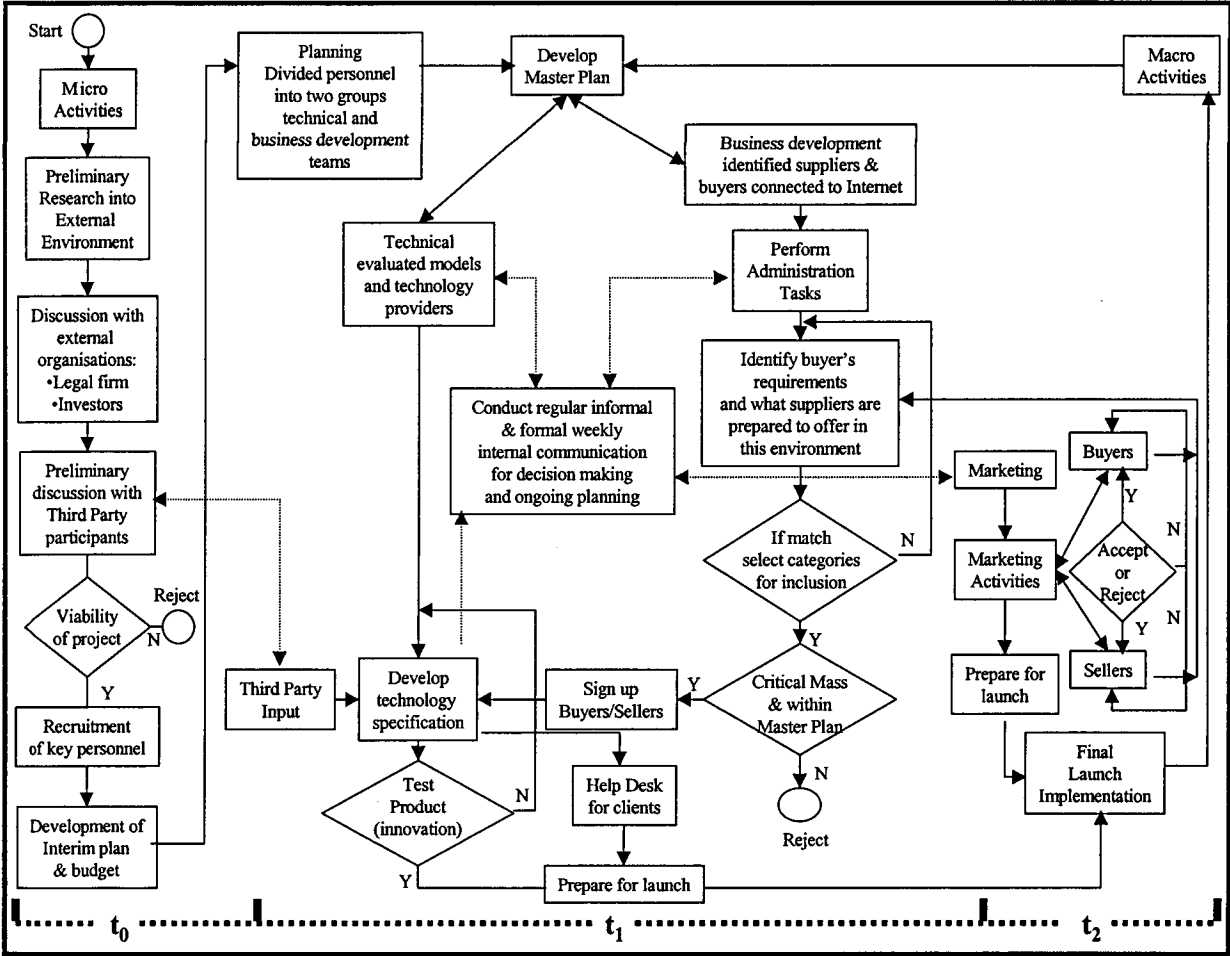 Start
Micro
Activities
Preliminary
Research into
External
Environment
Discussion with
external
organisations:
•Legal firm
•Investors
Preliminary
discussion with
Third Party
participants
Viability
of project
N
Reject
Y
Recruitment
of key personnel
Development of
Interim plan
& budget
Planning
Divided personnel
into two groups
technical and
business development
teams
Develop
Master Plan
Macro
Activities
Business development
identified suppliers &
buyers connected to Internet
Technical
evaluated models
and technology
providers
Perform
Administration
Tasks
Identify buyer's
requirements
and what suppliers are
prepared to offer in
this environment
Conduct regular informal
& formal weekly
internal communication
for decision making
and ongoing planning
If match
select categories
for inclusion
N
Y
Critical Mass
& within
Master Plan
Y
N
Reject
Sign up
Buyers/Sellers
Third Party
Input
Develop
technology
specification
Test
Product
(innovation)
N
Y
Help Desk
for clients
Prepare for launch
Marketing
Marketing
Activities
Prepare for
launch
Buyers
Y
N
Accept
or
Reject
N
Y
Sellers
Final
Launch
Implementation
t0
t1
t2